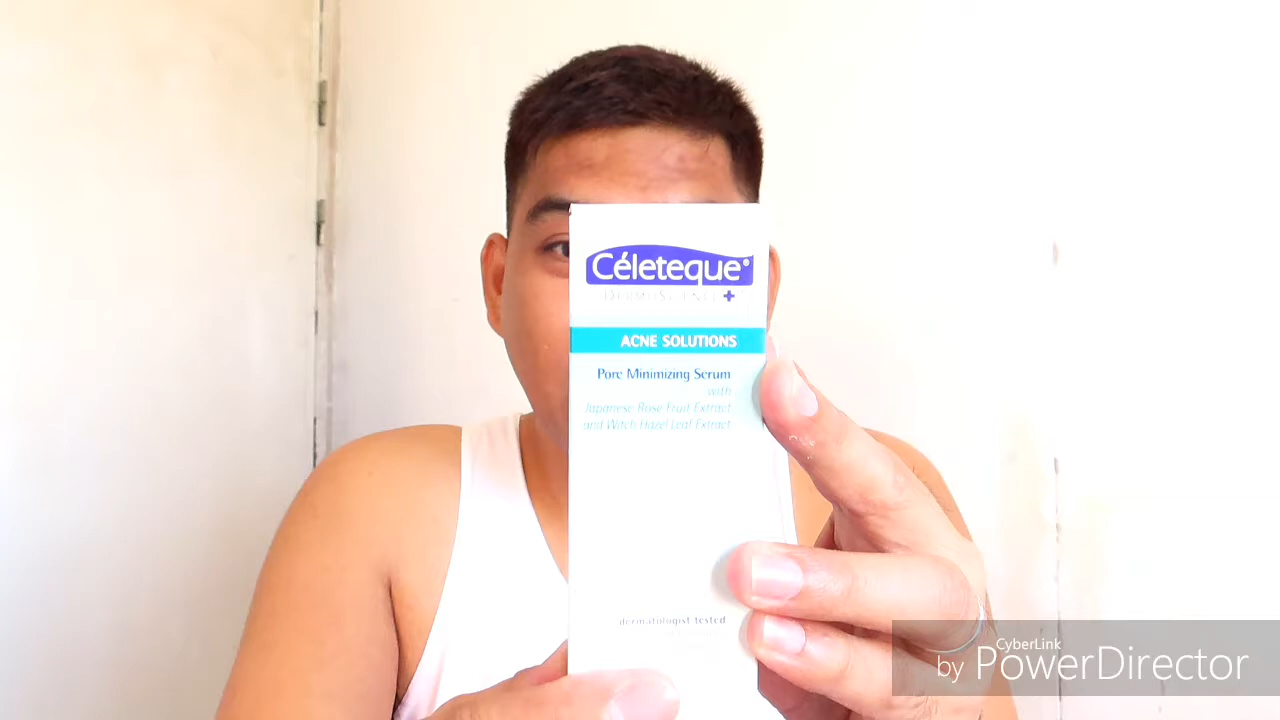 Céleteque®
DERMOSCIENCE+
ACNE SOLUTIONS
Pore Minimizing Serum
with
Japanese Rose Fruit Extract
and Witch Hazel Leaf Extract
dermatologist tested
CyberLink
by PowerDirector